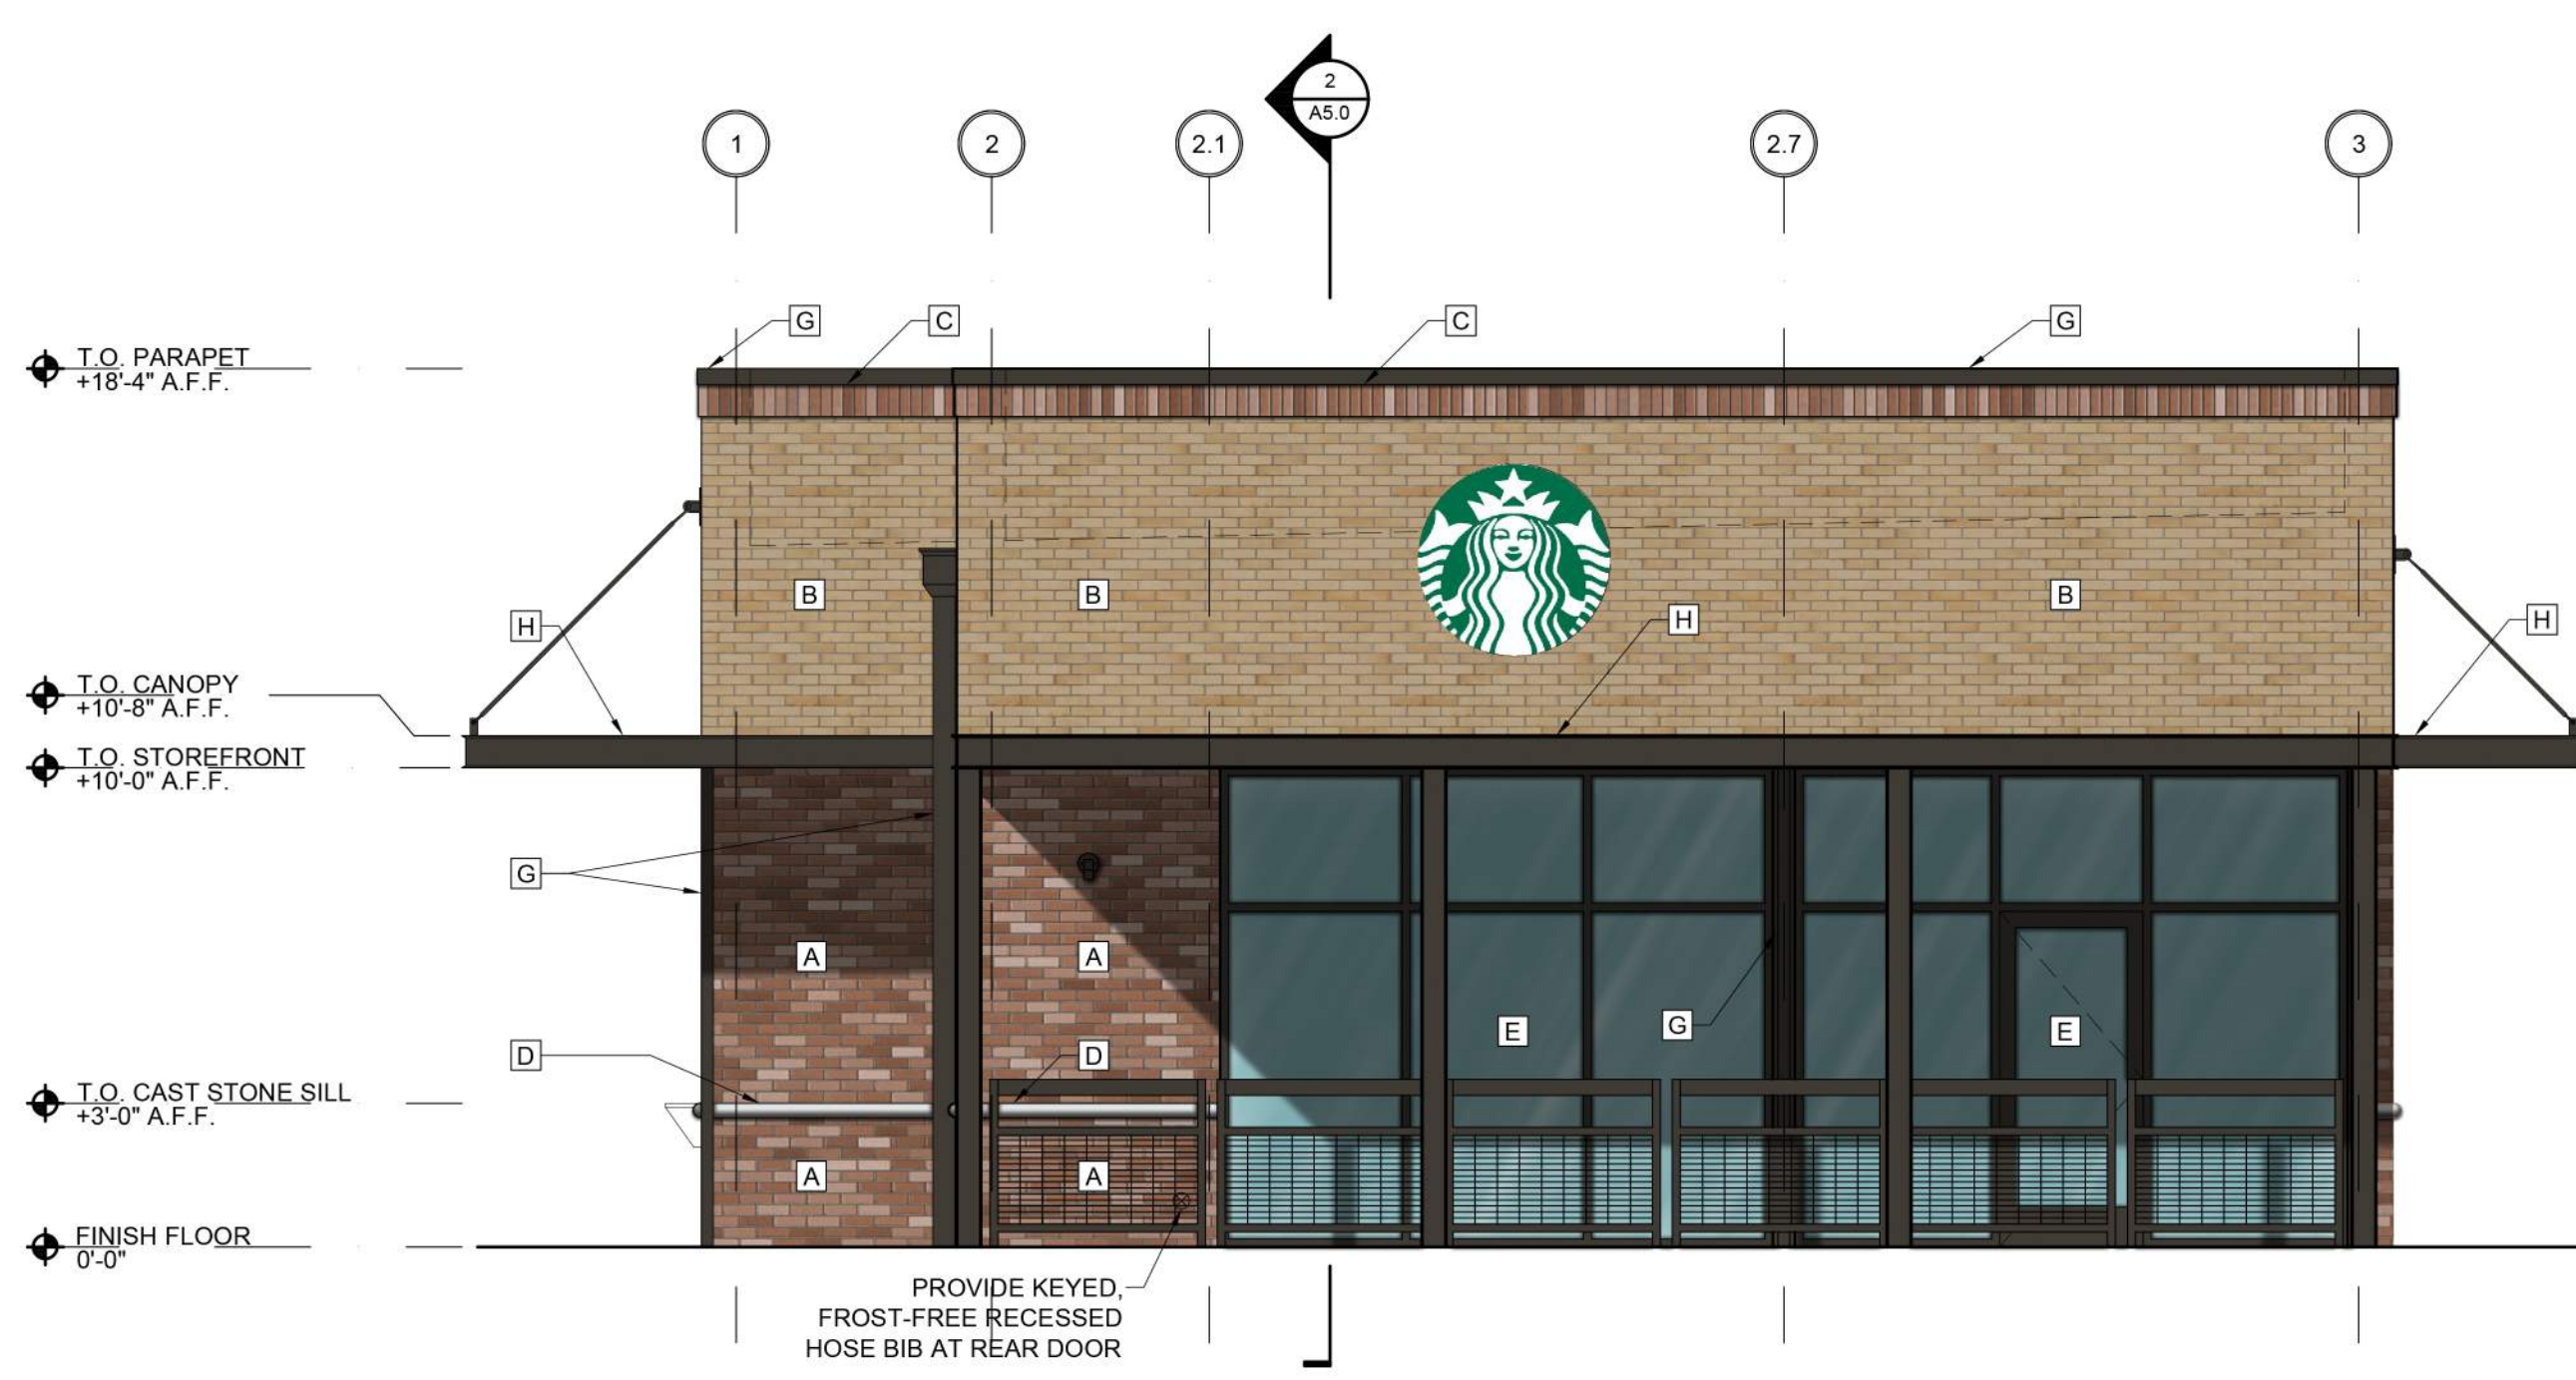 2
A5.0
1
2
2.1
2.7
3
G
C
C
G
T.O. PARAPET
+18'-4" A.F.F.
B
B
B
H
H
H
T.O. CANOPY
+10'-8" A.F.F.
T.O. STOREFRONT
+10'-0" A.F.F.
G
A
A
E
G
E
D
D
T.O. CAST STONE SILL
+3'-0" A.F.F.
A
A
FINISH FLOOR
0'-0"
PROVIDE KEYED,
FROST-FREE RECESSED
HOSE BIB AT REAR DOOR